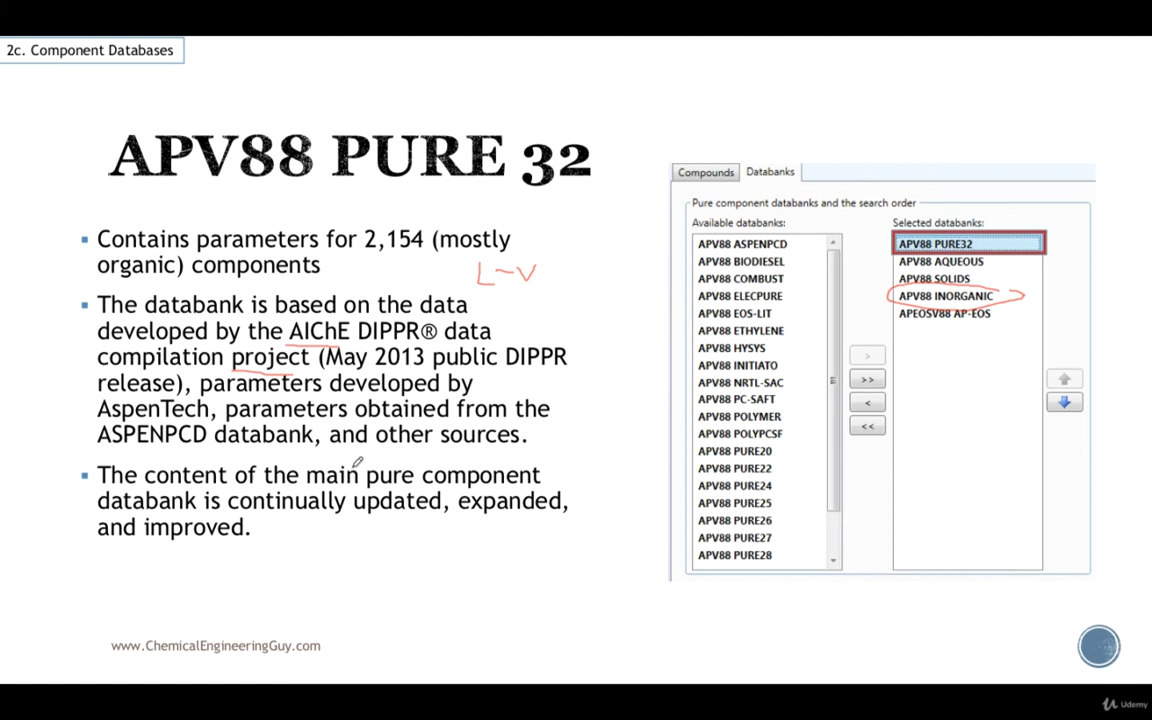 2c. Component Databases
APV88 PURE 32
Contains parameters for 2,154 (mostly
organic) components
L~V
The databank is based on the data
developed by the AIChE DIPPR® data
compilation project (May 2013 public DIPPR
release), parameters developed by
AspenTech, parameters obtained from the
ASPENPCD databank, and other sources.
The content of the main pure component
databank is continually updated, expanded,
and improved.
Compounds
Databanks
Pure component databanks and the search order
Available databanks:
APV88 ASPENPCD
APV88 BIODIESEL
APV88 COMBUST
APV88 ELECPURE
APV88 EOS-LIT
APV88 ETHYLENE
APV88 HYSYS
APV88 INITIATO
APV88 NRTL-SAC
APV88 PC-SAFT
APV88 POLYMER
APV88 POLYPCSF
APV88 PURE20
APV88 PURE22
APV88 PURE24
APV88 PURE25
APV88 PURE26
APV88 PURE27
APV88 PURE28
>
>>
<
<<
Selected databanks:
APV88 PURE32
APV88 AQUEOUS
APV88 SOLIDS
APV88 INORGANIC
APEOSV88 AP-EOS
www.ChemicalEngineeringGuy.com
Udemy